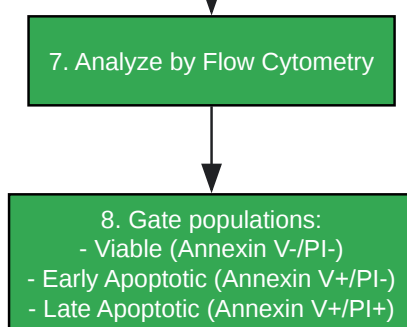 7. Analyze by Flow Cytometry
8. Gate populations:
- Viable (Annexin V-/PI-)
- Early Apoptotic (Annexin V+/PI-)
- Late Apoptotic (Annexin V+/PI+)